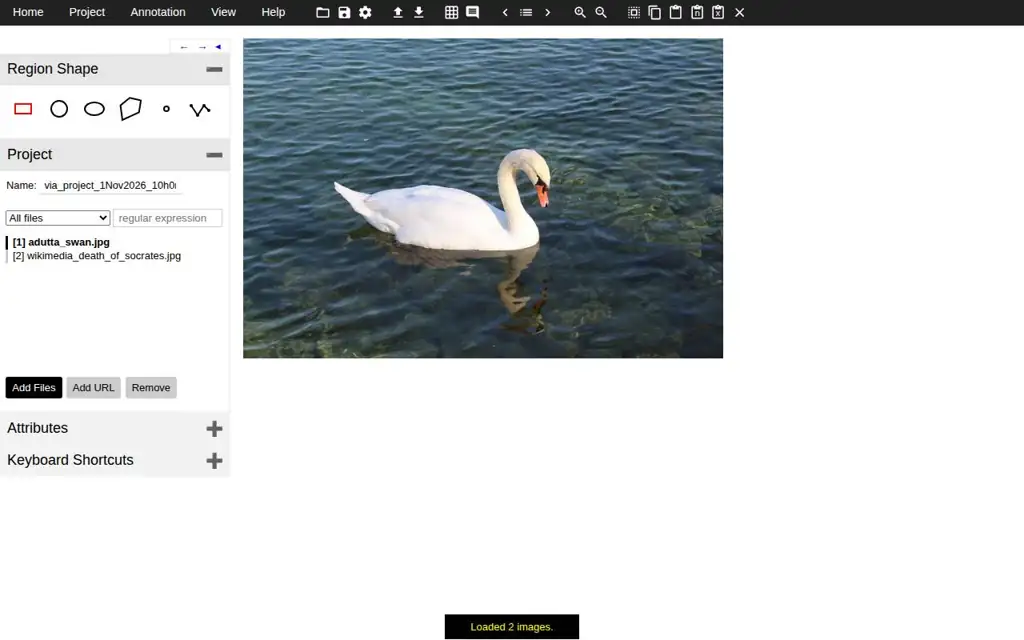 Home Project Annotation View Help
Region Shape
Project
Name: via_project_1Nov2026_10h0
All files regular expression
[1] adutta_swan.jpg
[2] wikimedia_death_of_socrates.jpg
Add Files Add URL Remove
Attributes
Keyboard Shortcuts
Loaded 2 images.